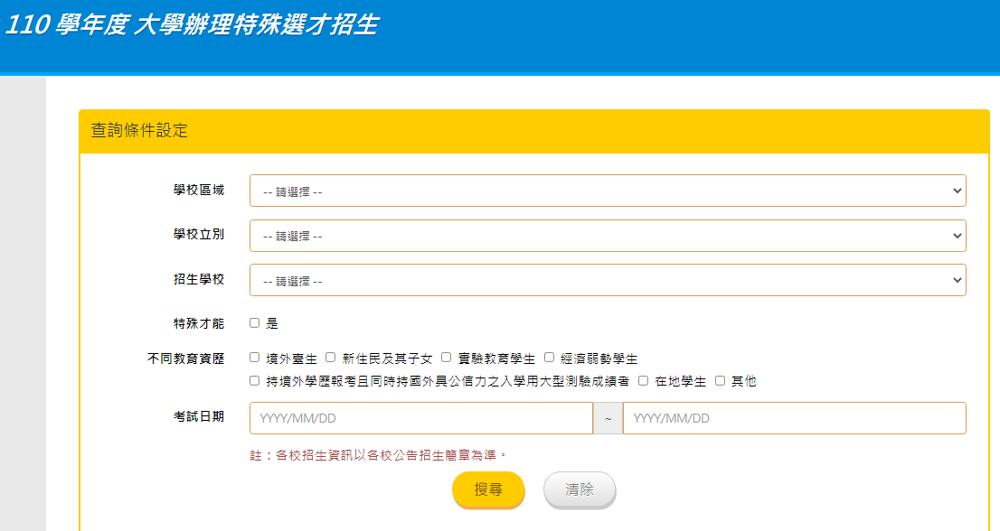 110 學年度 大學辦理特殊選才招生
查詢條件設定
學校區域 -- 請選擇 --
學校立別 -- 請選擇 --
招生學校 -- 請選擇 --
特殊才能 是
不同教育資歷 境外臺生 新住民及其子女 實驗教育學生 經濟弱勢學生
持境外學歷報考且同時持國外具公信力之入學用大型測驗成績者 在地學生 其他
考試日期 YYYY/MM/DD ~ YYYY/MM/DD
註：各校招生資訊以各校公告招生簡章為準。
搜尋 清除